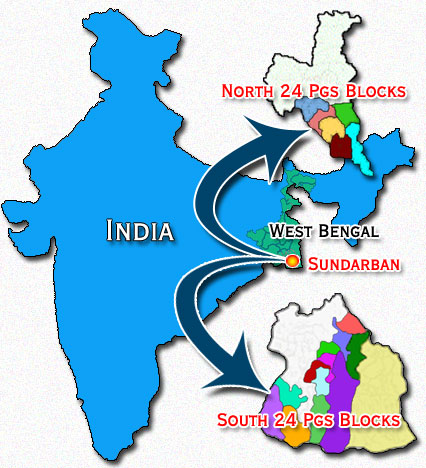 North 24 Pgs Blocks
India
West Bengal
Sundarban
South 24 Pgs Blocks